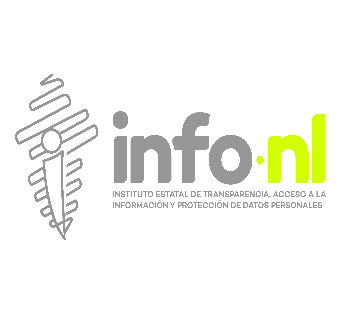 info·nl
INSTITUTO ESTATAL DE TRANSPARENCIA, ACCESO A LA
INFORMACIÓN Y PROTECCIÓN DE DATOS PERSONALES